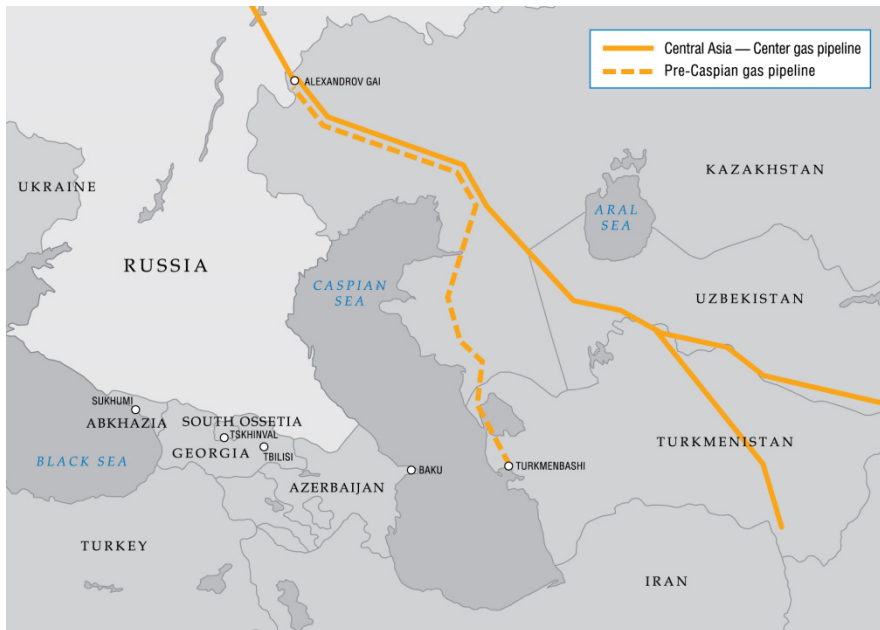 Central Asia — Center gas pipeline
Pre-Caspian gas pipeline
ALEXANDROV GAI
KAZAKHSTAN
UKRAINE
ARAL
SEA
RUSSIA
CASPIAN
SEA
UZBEKISTAN
SUKHUMI
ABKHAZIA
SOUTH OSSETIA
TSKHINVAL
GEORGIA
TBILISI
TURKMENISTAN
BLACK SEA
BAKU
TURKMENBASHI
AZERBAIJAN
TURKEY
IRAN